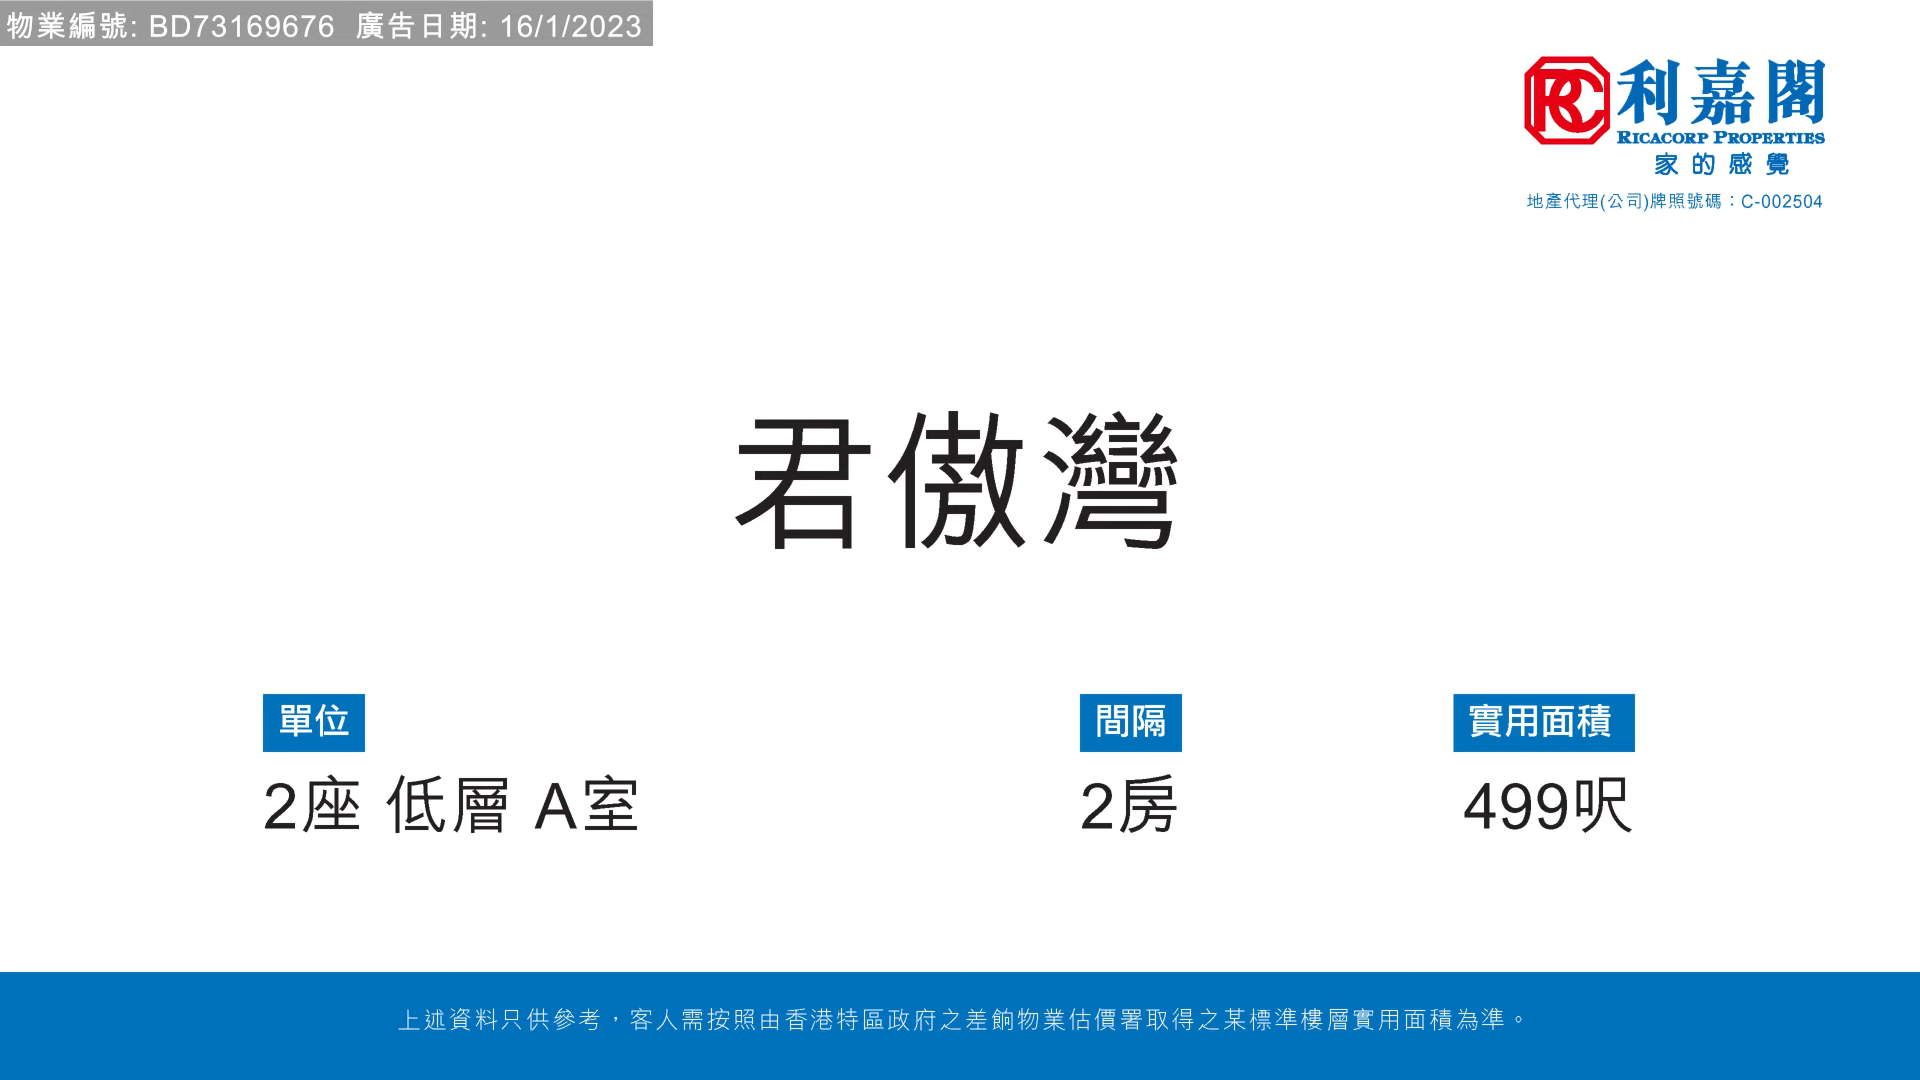 物業編號: BD73169676 廣告日期: 16/1/2023
RC 利嘉閣
RICACORP PROPERTIES
家的感覺
地產代理(公司)牌照號碼：C-002504
君傲灣
單位 間隔 實用面積
2座 低層 A室 2房 499呎
上述資料只供參考，客人需按照由香港特區政府之差餉物業估價署取得之某標準樓層實用面積為準。